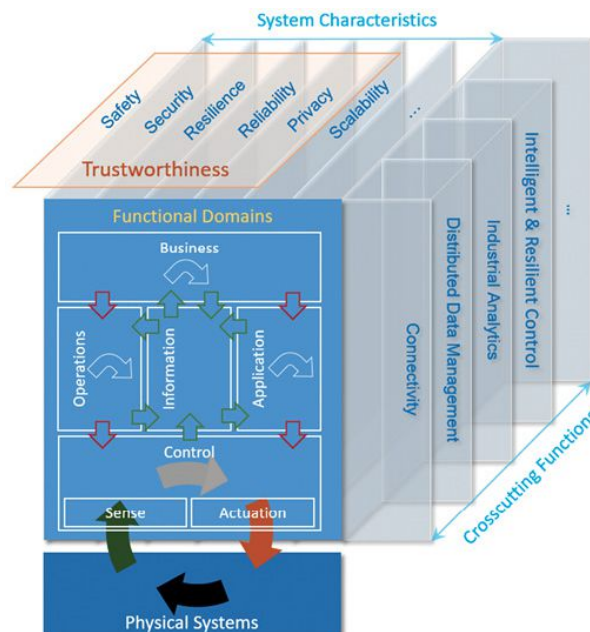 System Characteristics
Safety
Security
Resilience
Reliability
Privacy
Scalability
...
Trustworthiness
Functional Domains
Business
Operations
Information
Application
Control
Sense
Actuation
Physical Systems
Connectivity
Distributed Data Management
Industrial Analytics
Intelligent & Resilient Control
...
Crosscutting Functions